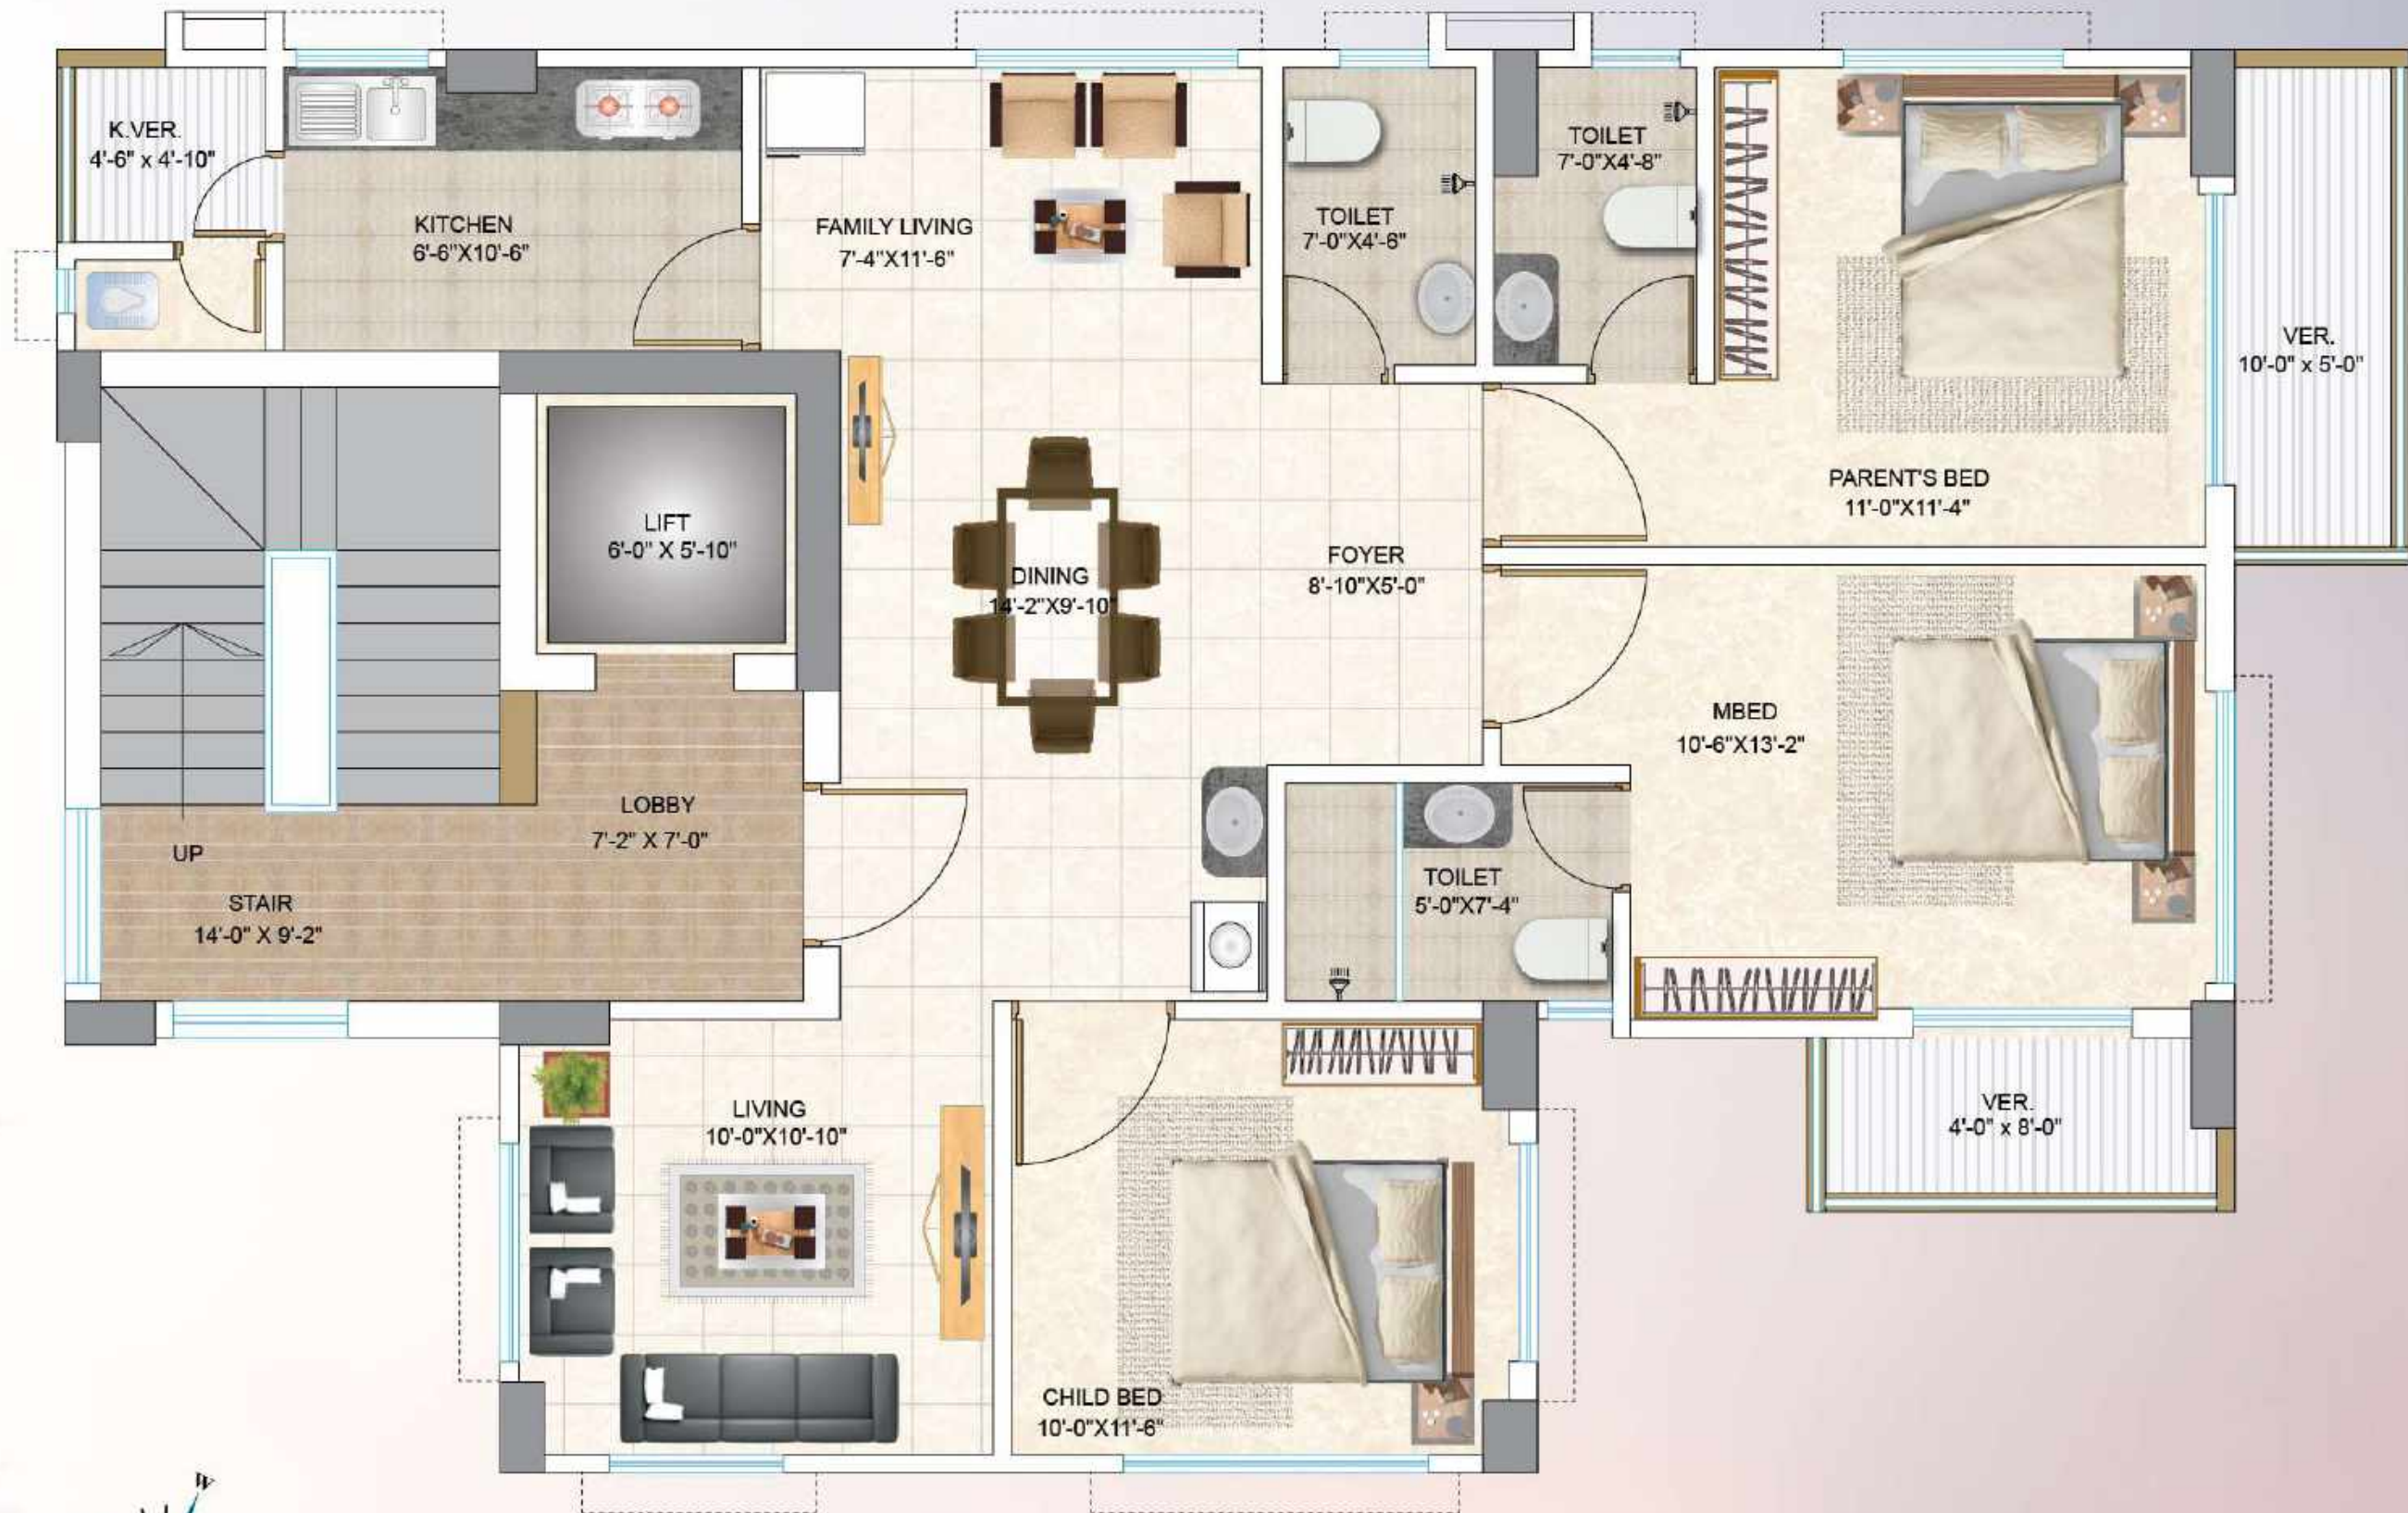 K.VER.
4'-6" x 4'-10"
KITCHEN
6'-6"X10'-6"
FAMILY LIVING
7'-4"X11'-6"
TOILET
7'-0"X4'-6"
TOILET
7'-0"X4'-8"
VER.
10'-0" x 5'-0"
PARENT'S BED
11'-0"X11'-4"
LIFT
6'-0" X 5'-10"
DINING
14'-2"X9'-10"
FOYER
8'-10"X5'-0"
MBED
10'-6"X13'-2"
LOBBY
7'-2" X 7'-0"
UP
STAIR
14'-0" X 9'-2"
TOILET
5'-0"X7'-4"
LIVING
10'-0"X10'-10"
VER.
4'-0" x 8'-0"
CHILD BED
10'-0"X11'-6"
W